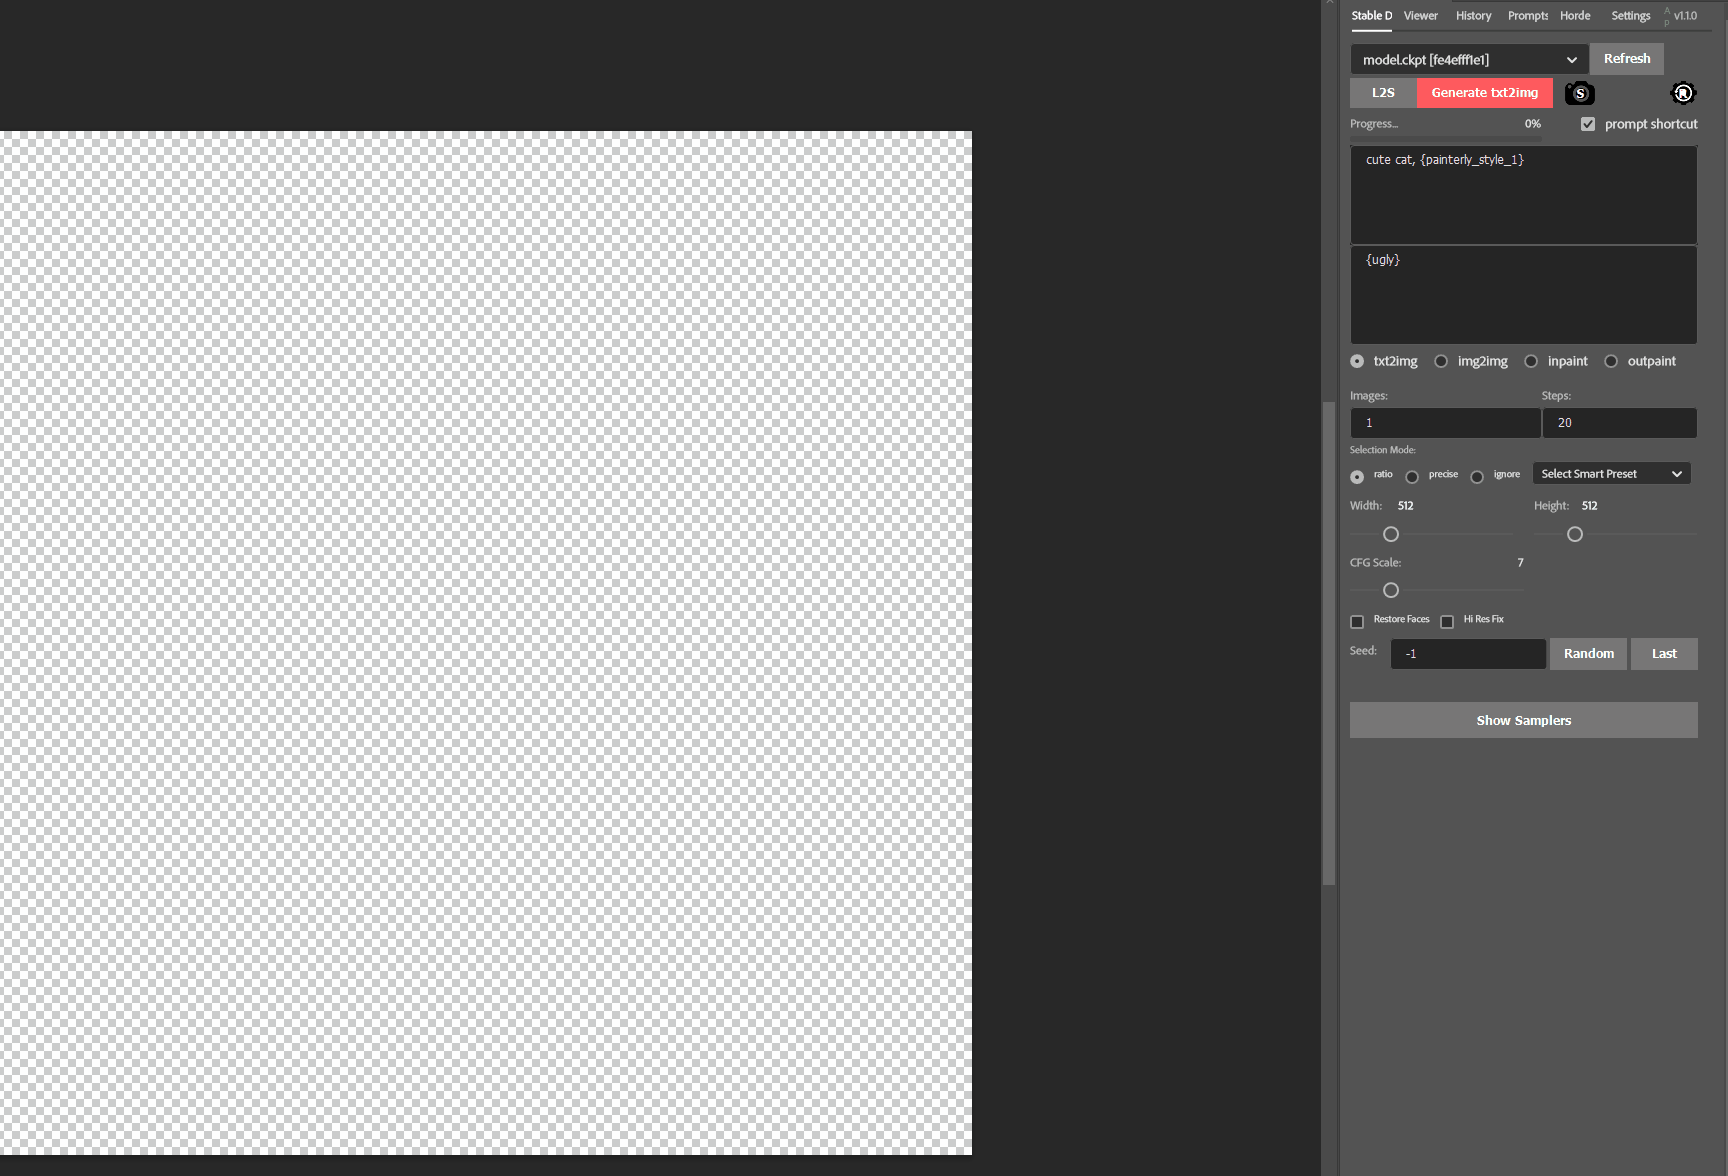 Stable D Viewer History Prompts Horde Settings A P v1.1.0
model.ckpt [fe4efff1e1] Refresh
L2S Generate txt2img S R
Progress... 0% prompt shortcut
cute cat, {painterly_style_1}
{ugly}
txt2img img2img inpaint outpaint
Images: Steps:
1 20
Selection Mode:
ratio precise ignore Select Smart Preset
Width: 512 Height: 512
CFG Scale: 7
Restore Faces Hi Res Fix
Seed: -1 Random Last
Show Samplers